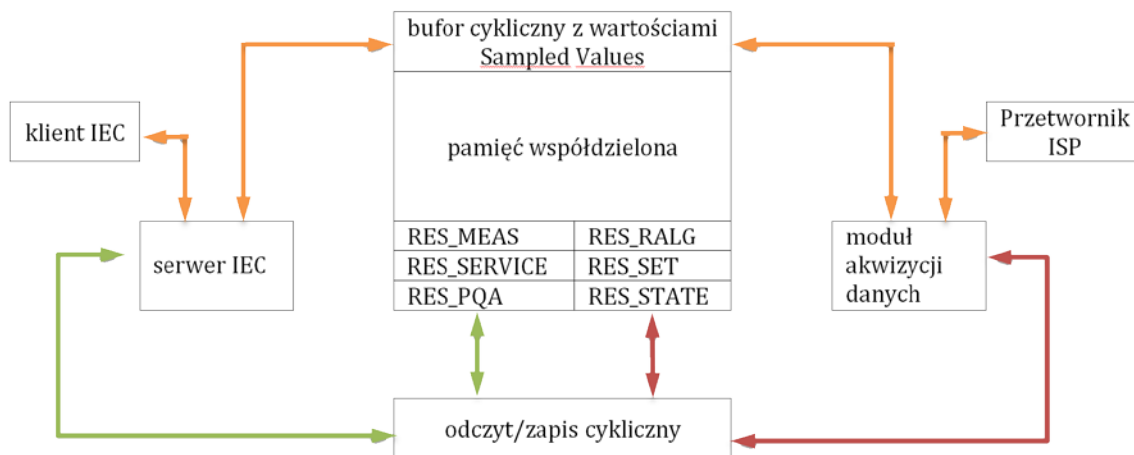 bufor cykliczny z wartościami
Sampled Values
klient IEC
Przetwornik
ISP
pamięć współdzielona
serwer IEC
RES_MEAS RES_RALG
RES_SERVICE RES_SET
RES_PQA RES_STATE
moduł
akwizycji
danych
odczyt/zapis cykliczny